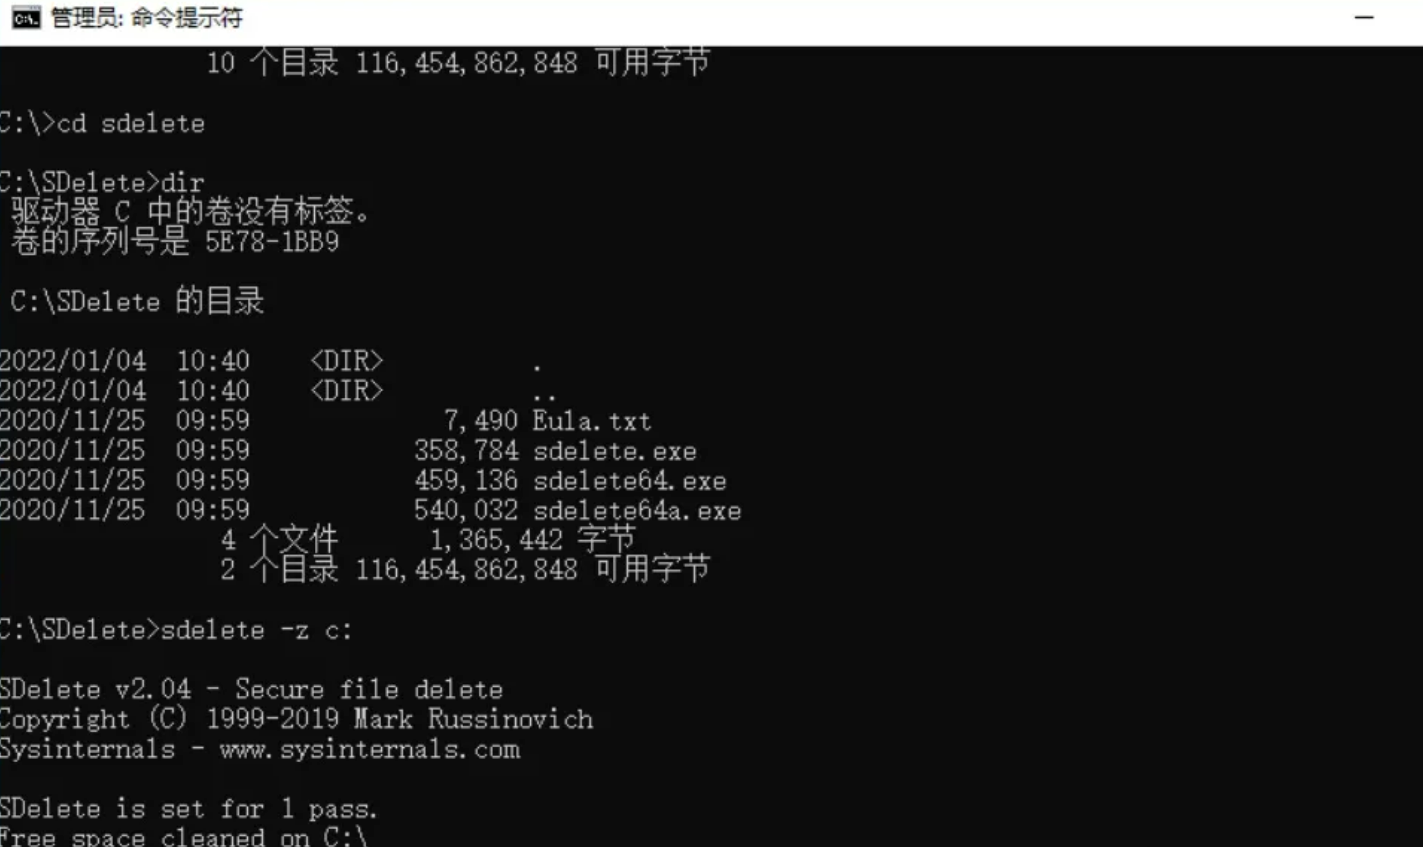 管理员: 命令提示符
10 个目录 116,454,862,848 可用字节
C:\>cd sdelete
C:\SDelete>dir
驱动器 C 中的卷没有标签。
卷的序列号是 5E78-1BB9
C:\SDelete 的目录
2022/01/04  10:40    <DIR>          .
2022/01/04  10:40    <DIR>          ..
2020/11/25  09:59             7,490 Eula.txt
2020/11/25  09:59           358,784 sdelete.exe
2020/11/25  09:59           459,136 sdelete64.exe
2020/11/25  09:59           540,032 sdelete64a.exe
4 个文件      1,365,442 字节
2 个目录 116,454,862,848 可用字节
C:\SDelete>sdelete -z c:
SDelete v2.04 - Secure file delete
Copyright (C) 1999-2019 Mark Russinovich
Sysinternals - www.sysinternals.com
SDelete is set for 1 pass.
Free space cleaned on C:\